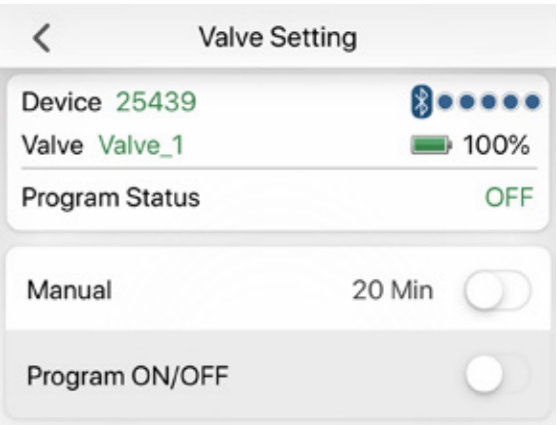 Valve Setting
Device 25439
Valve Valve_1 100%
Program Status OFF
Manual 20 Min
Program ON/OFF